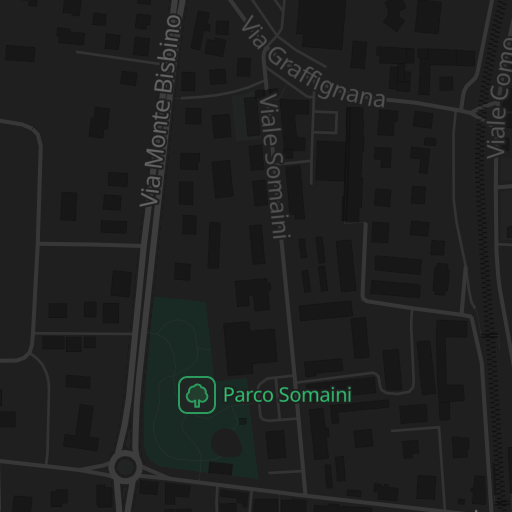 Via Monte Bisbino
Via Graffignana
Viale Somaini
Viale Como
Parco Somaini